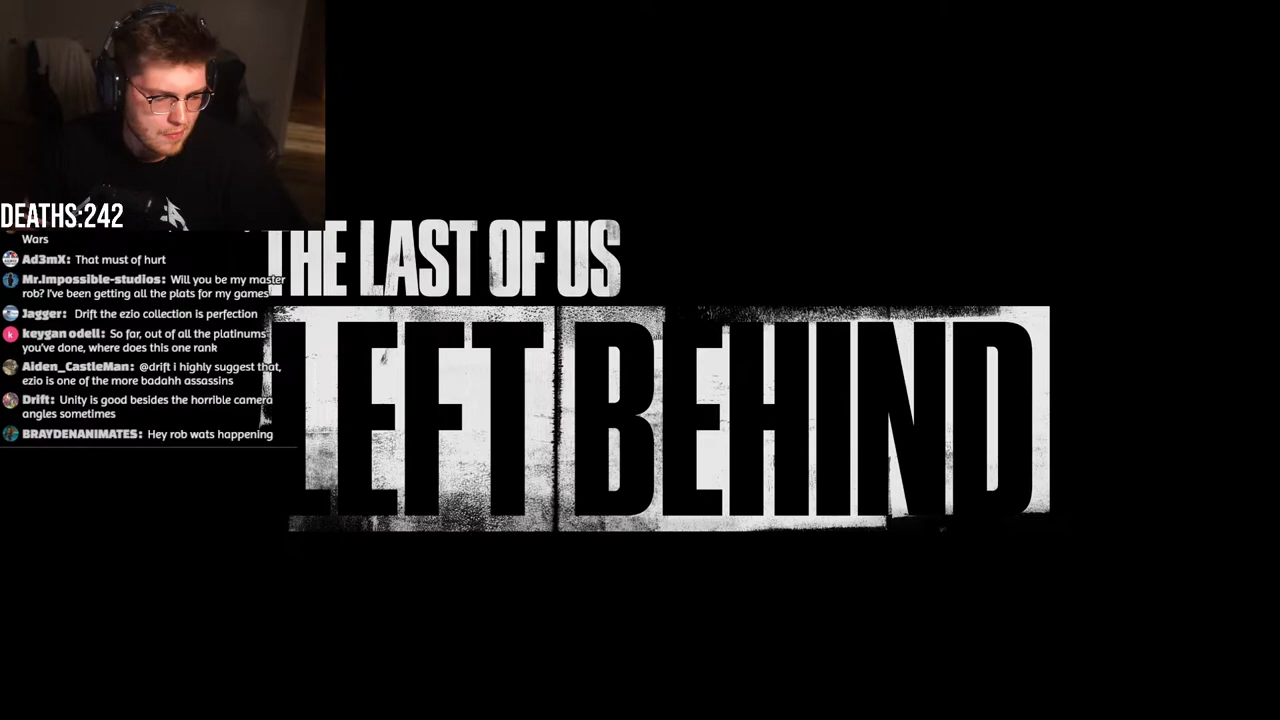 DEATHS:242
Wars
Ad3mX: That must of hurt
Mr.Impossible-studios: Will you be my master
rob? I've been getting all the plats for my games
Jagger: Drift the ezio collection is perfection
keygan odell: So far, out of all the platinums
you've done, where does this one rank
Aiden_CastleMan: @drift i highly suggest that,
ezio is one of the more badahh assassins
Drift: Unity is good besides the horrible camera
angles sometimes
BRAYDENANIMATES: Hey rob wats happening
THE LAST OF US
LEFT BEHIND